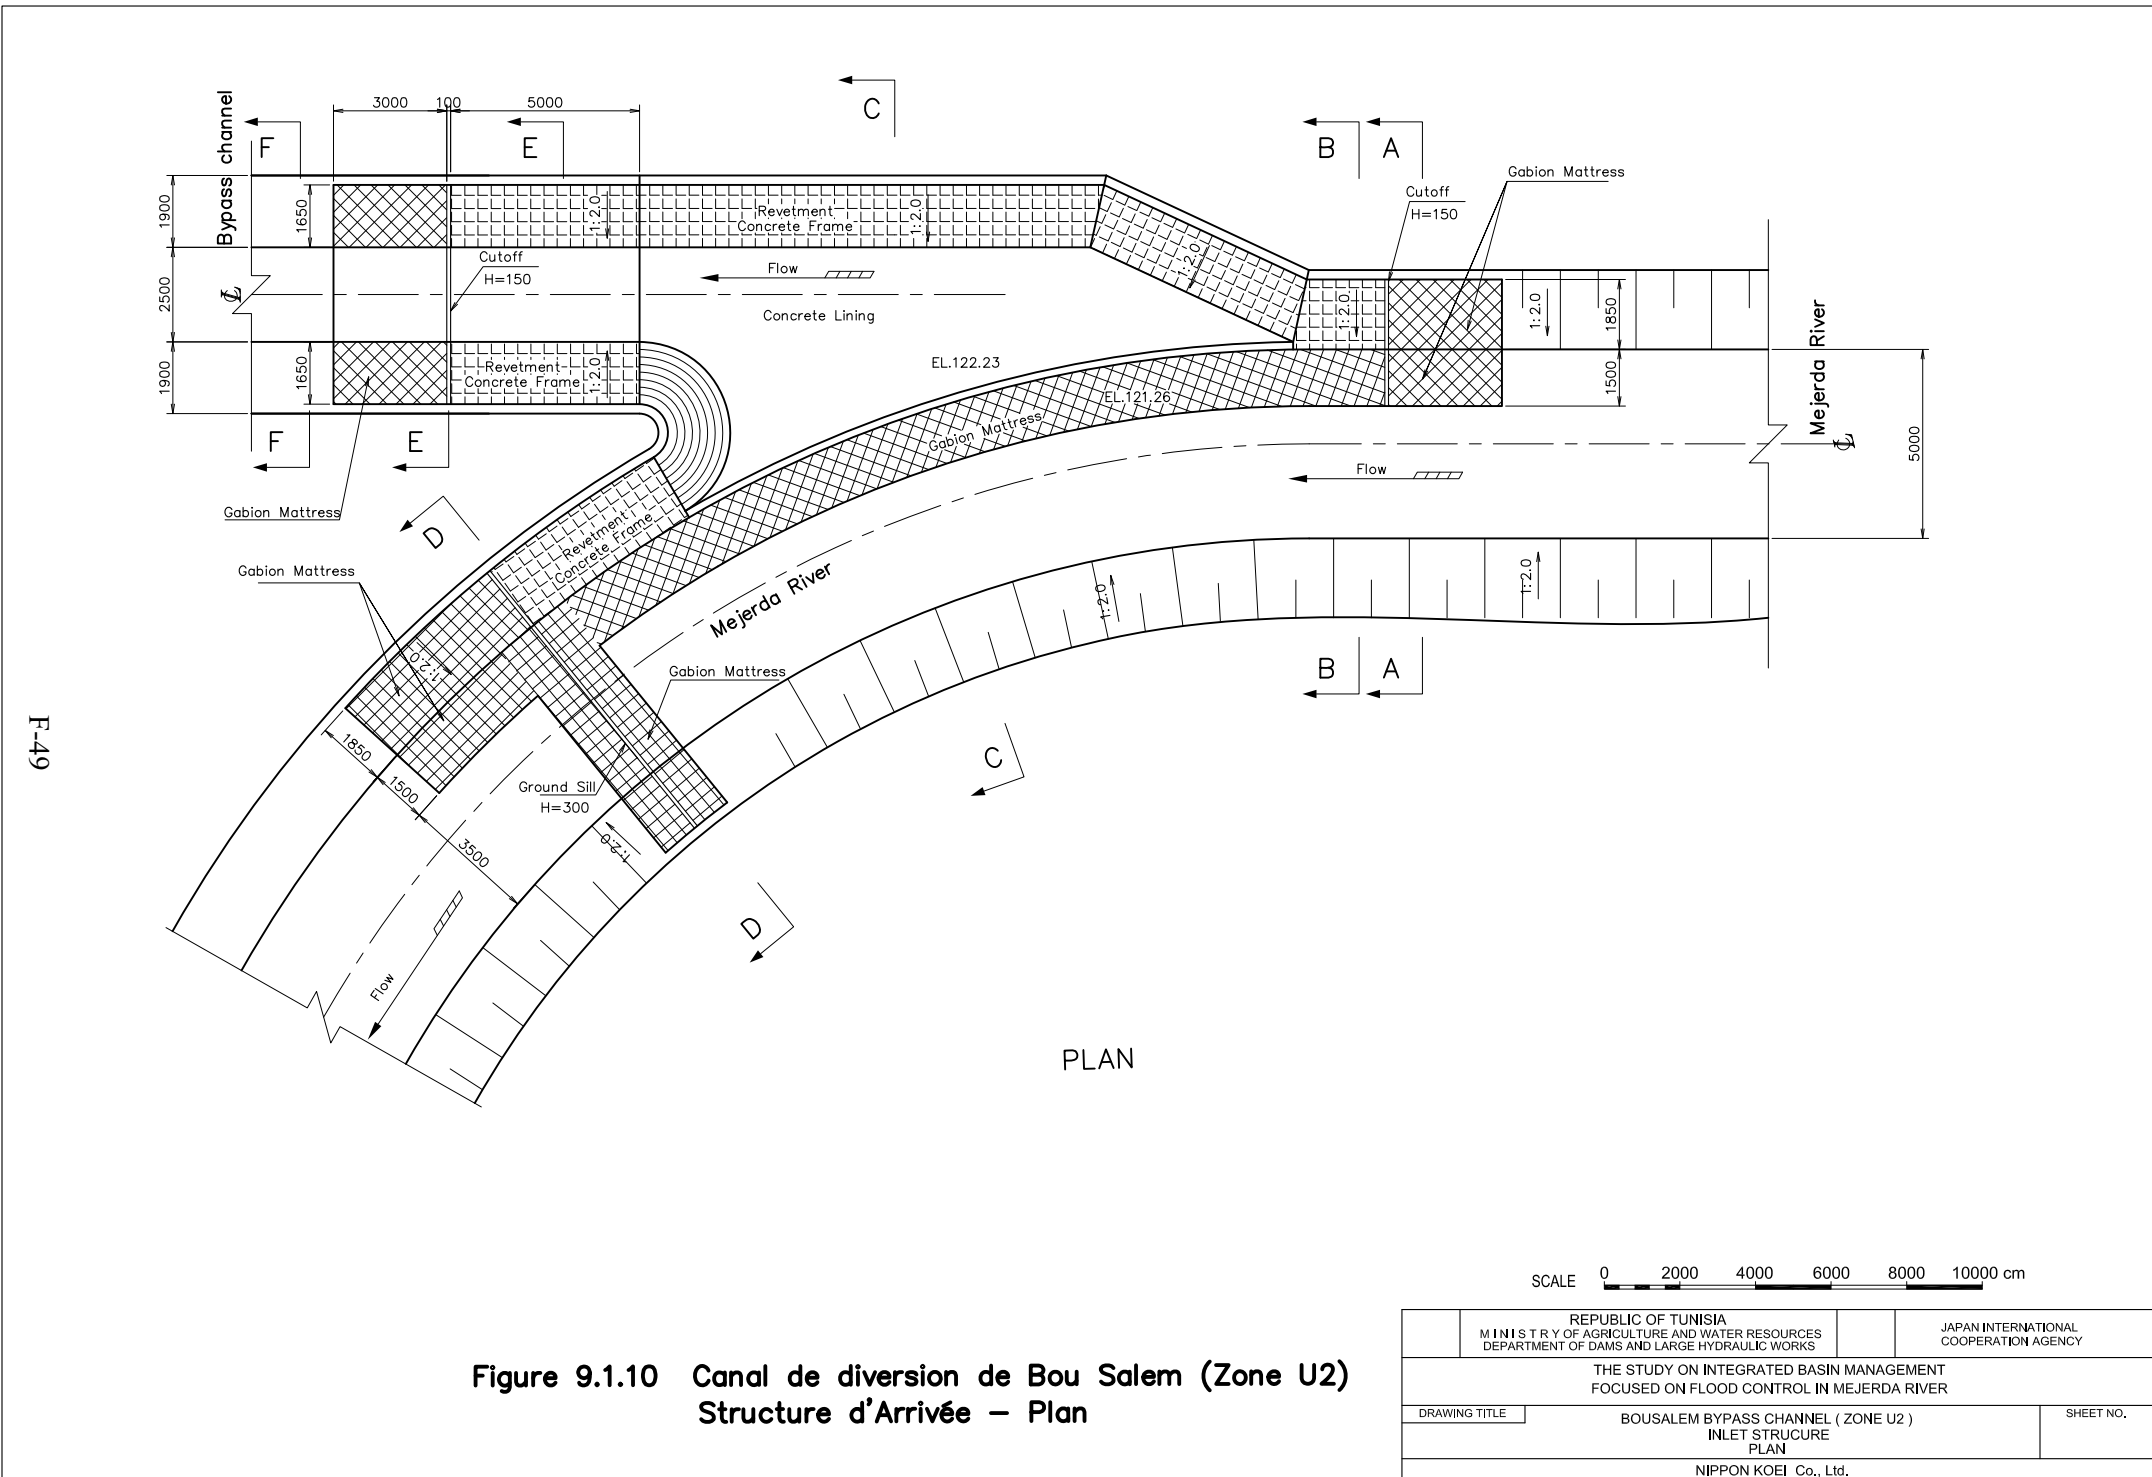 C
3000
100
5000
Bypass channel
F
E
B
A
Gabion Mattress
Cutoff
H=150
1900
1650
1:2.0
Revetment
Concrete Frame
1:2.0
1:2.0
Cutoff
H=150
Flow
2500
Concrete Lining
1:2.0
1:2.0
1850
Mejerda River
EL.122.23
1900
1650
Revetment
Concrete Frame
1:2.0
EL.121.26
Gabion Mattress
1500
5000
F
E
Flow
Gabion Mattress
D
Revetment
Concrete Frame
Gabion Mattress
Mejerda River
1:2.0
1:2.0
1:2.0
Gabion Mattress
B
A
F-49
1850
1500
3500
Ground Sill
H=300
1:2.0
C
D
Flow
PLAN
SCALE
0 2000 4000 6000 8000 10000 cm
Figure 9.1.10 Canal de diversion de Bou Salem (Zone U2)
Structure d'Arrivée – Plan
REPUBLIC OF TUNISIA
MINISTRY OF AGRICULTURE AND WATER RESOURCES
DEPARTMENT OF DAMS AND LARGE HYDRAULIC WORKS
JAPAN INTERNATIONAL
COOPERATION AGENCY
THE STUDY ON INTEGRATED BASIN MANAGEMENT
FOCUSED ON FLOOD CONTROL IN MEJERDA RIVER
DRAWING TITLE
BOUSALEM BYPASS CHANNEL ( ZONE U2 )
INLET STRUCURE
PLAN
SHEET NO.
NIPPON KOEI Co., Ltd.